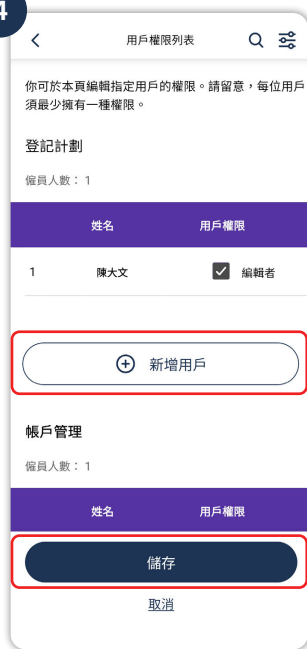 4
用戶權限列表
你可於本頁編輯指定用戶的權限。請留意，每位用戶
須最少擁有一種權限。
登記計劃
僱員人數：1
姓名 用戶權限
1 陳大文 編輯者
新增用戶
帳戶管理
僱員人數：1
姓名 用戶權限
儲存
取消